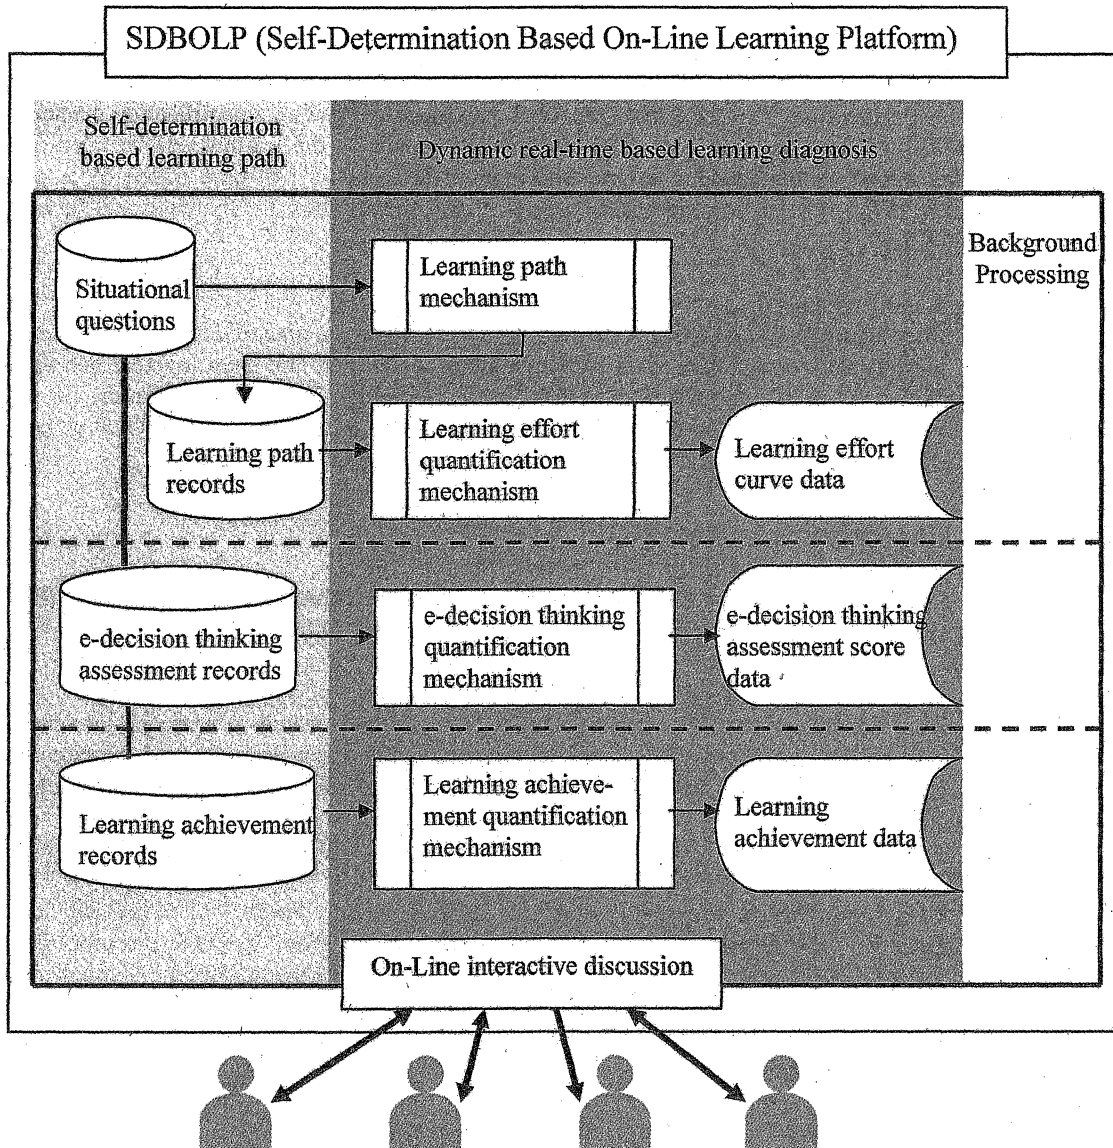 SDBOLP (Self-Determination Based On-Line Learning Platform)
Self-determination
based learning path
Dynamic real-time based learning diagnosis
Background
Processing
Situational
questions
Learning path
mechanism
Learning path
records
Learning effort
quantification
mechanism
Learning effort
curve data
e-decision thinking
assessment records
e-decision thinking
quantification
mechanism
e-decision thinking
assessment score
data
Learning achievement
records
Learning achieve-
ment quantification
mechanism
Learning
achievement data
On-Line interactive discussion